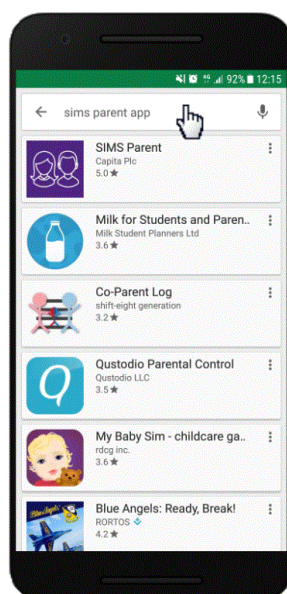 92% 12:15
sims parent app
SIMS Parent
Capita Plc
5.0★
Milk for Students and Paren..
Milk Student Planners Ltd
3.6★
Co-Parent Log
shift-eight generation
3.2★
Q
Qustodio Parental Control
Qustodio LLC
3.5★
My Baby Sim - childcare ga..
rdcg inc.
3.6★
Blue Angels
Blue Angels: Ready, Break!
RORTOS
4.2★